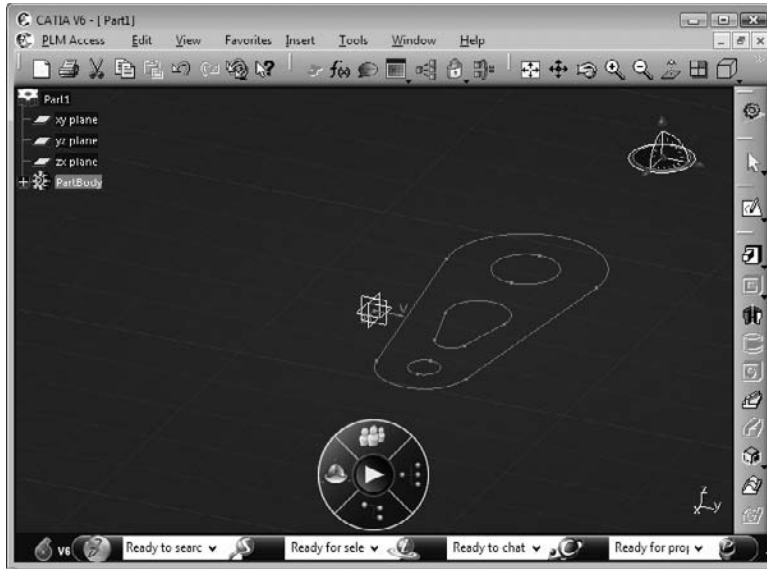 CATIA V6 - [ Part1]
PLM Access Edit View Favorites Insert Tools Window Help
f(x)
Part1
xy plane
yz plane
zx plane
PartBody
y
z
x y
V6 Ready to searc Ready for sele Ready to chat Ready for proj